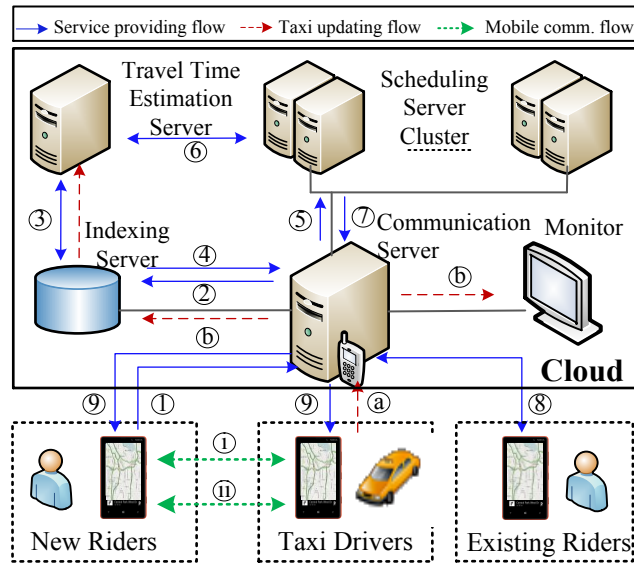 Service providing flow Taxi updating flow Mobile comm. flow
Travel Time
Estimation
Server
Scheduling
Server
Cluster
⑥
③
⑤
⑦
Indexing
Server
Communication
Server
Monitor
④
②
ⓑ
ⓑ
Cloud
⑨
①
⑨
ⓐ
⑧
i
ii
New Riders
Taxi Drivers
Existing Riders